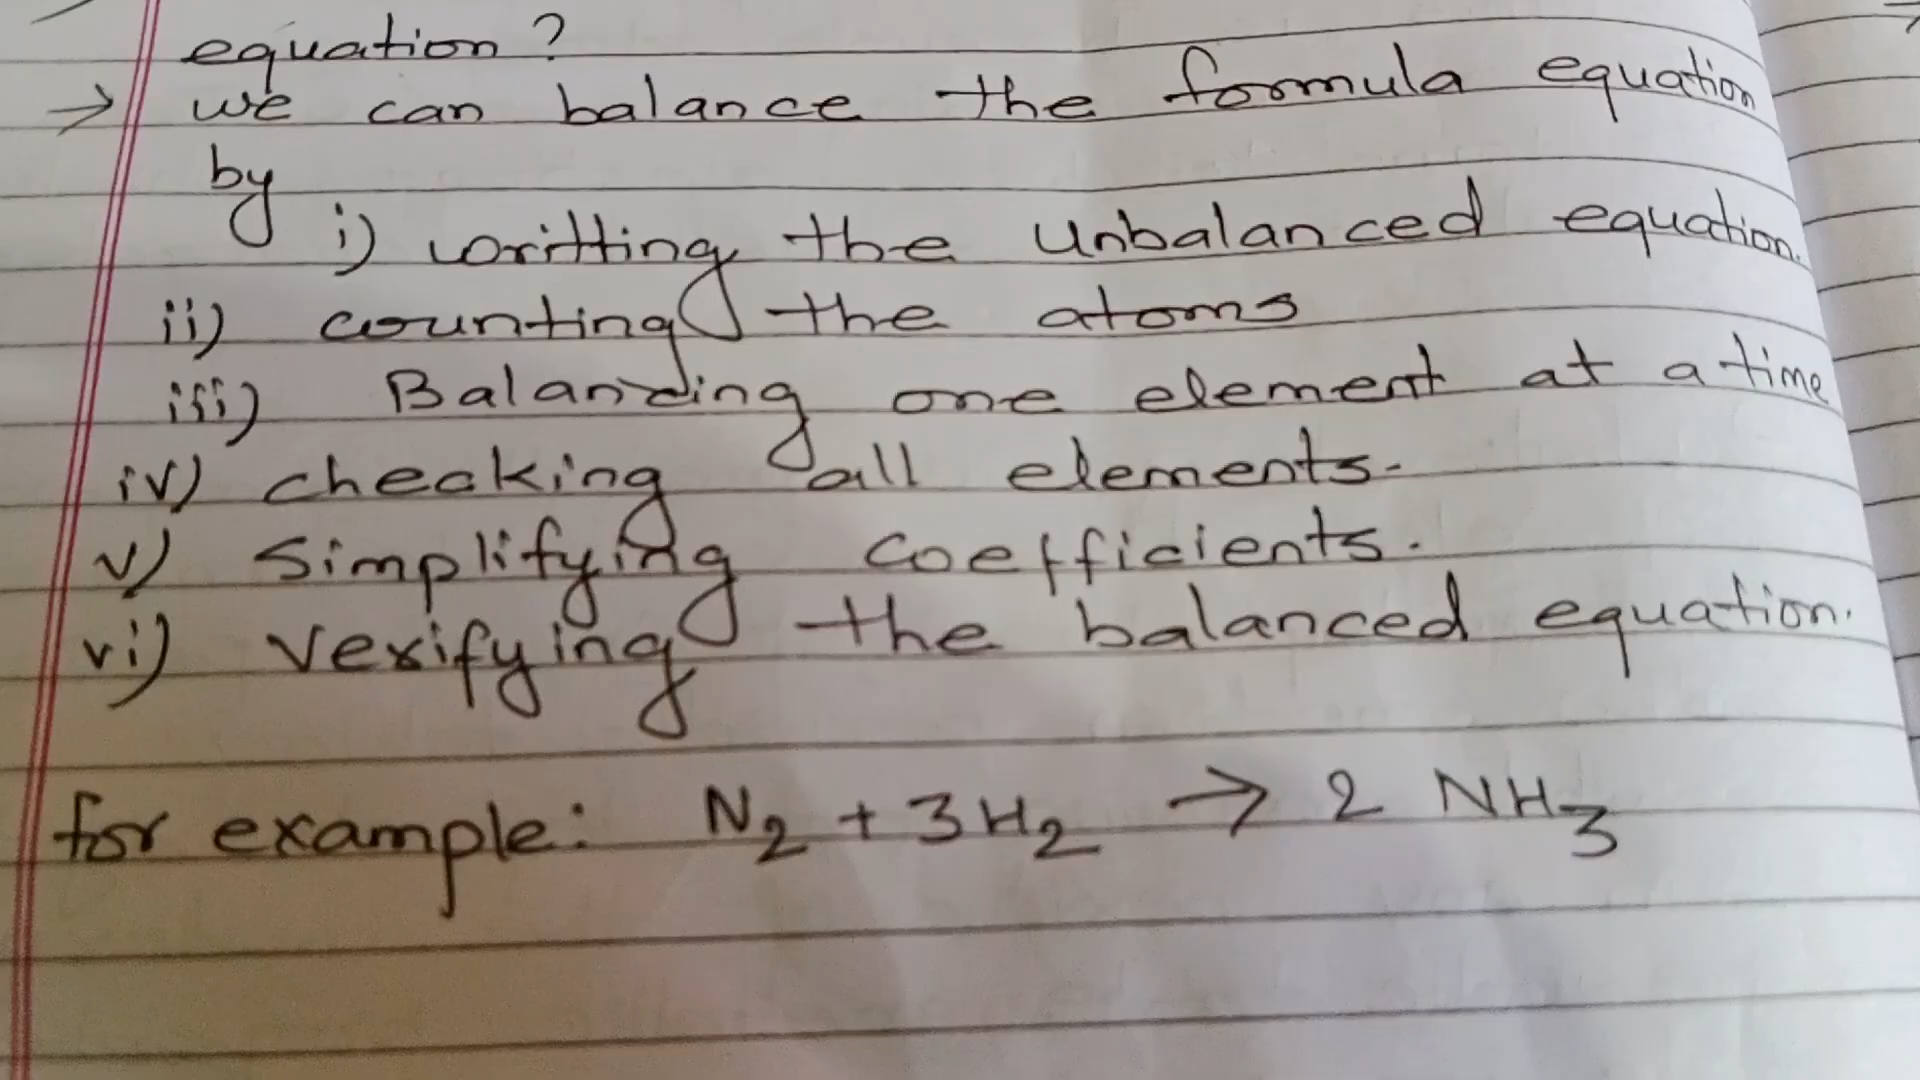 equation?
→ we can balance the formula equation
by
i) writting the unbalanced equation.
ii) counting the atoms
iii) Balancing one element at a time
iv) checking all elements.
v) simplifying coefficients.
vi) verifying the balanced equation.
for example: N₂ + 3H₂ → 2 NH₃